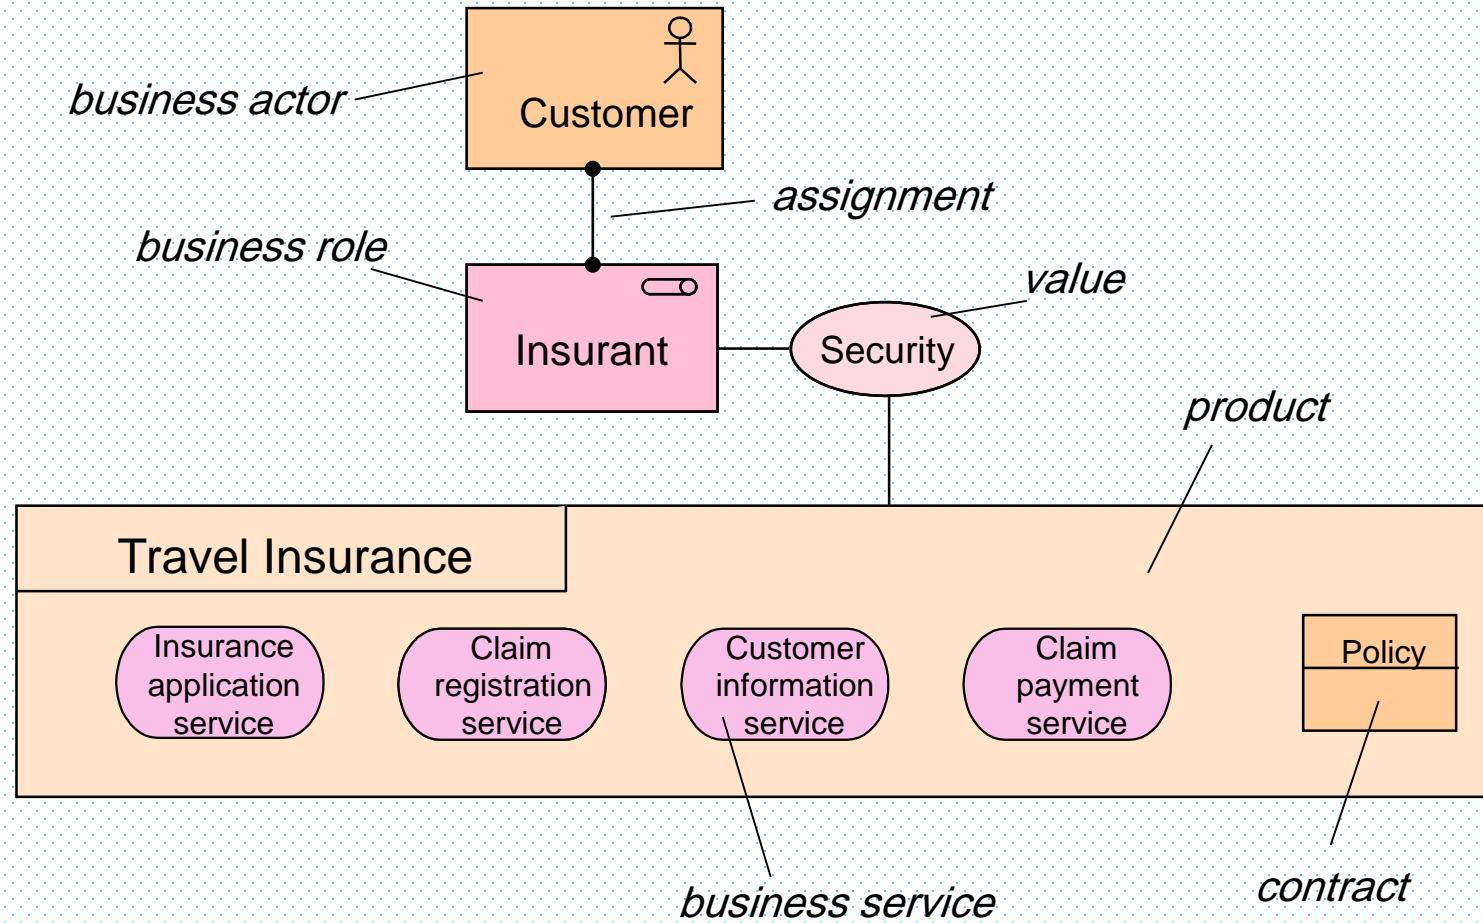 business actor
Customer
assignment
business role
value
Insurant
Security
product
Travel Insurance
Insurance
application
service
Claim
registration
service
Customer
information
service
Claim
payment
service
Policy
business service
contract